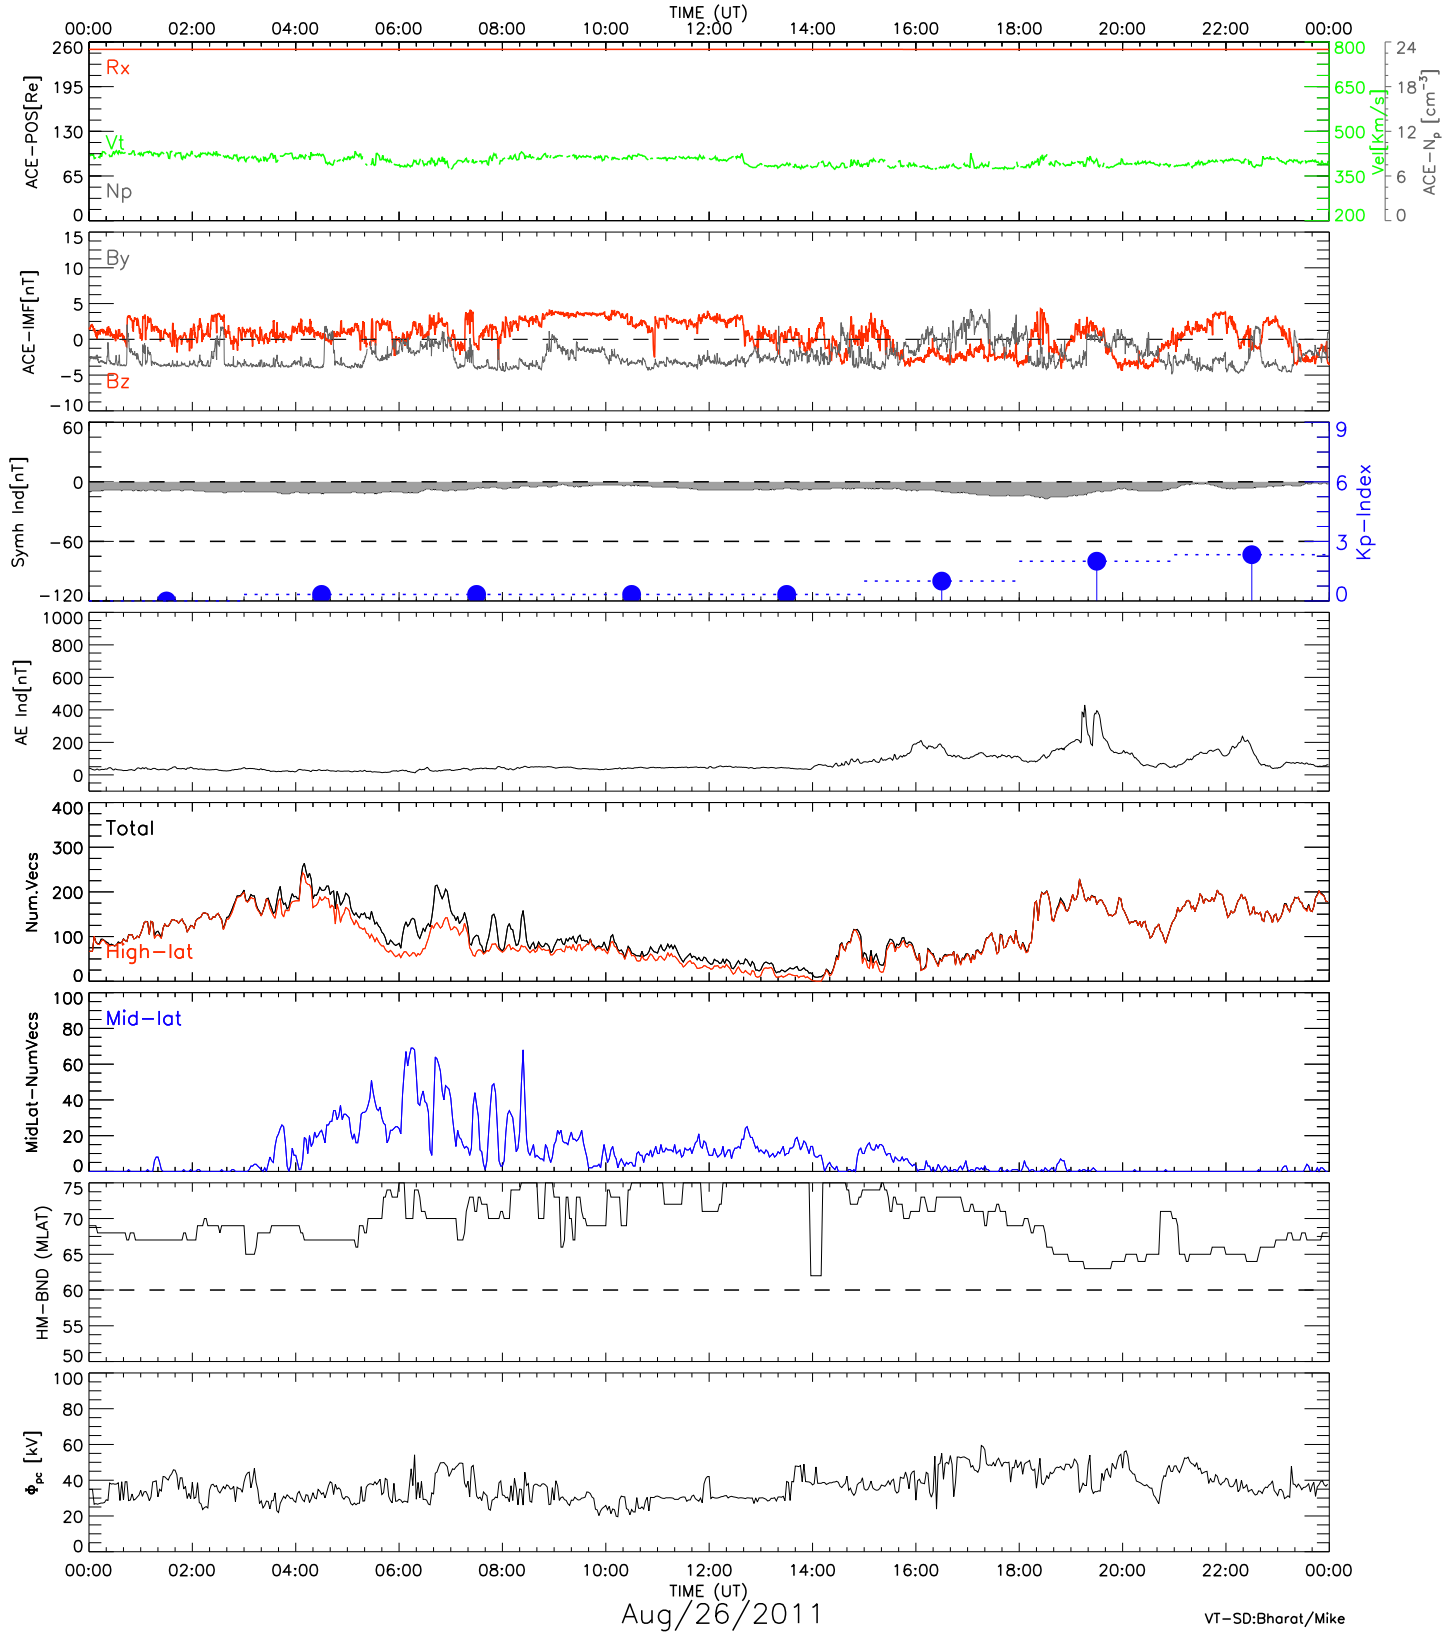 TIME (UT)
00:00 02:00 04:00 06:00 08:00 10:00 12:00 14:00 16:00 18:00 20:00 22:00 00:00
ACE-POS[Re]
260
195
130
65
0
Rx
Vt
Np
800
650
500
350
200
Vel[Km/s]
24
18
12
6
0
ACE-Np [cm⁻³]
ACE-IMF[nT]
15
10
5
0
-5
-10
By
Bz
Symh Ind[nT]
60
0
-60
-120
9
6
3
0
Kp-Index
AE Ind[nT]
1000
800
600
400
200
0
Num.Vecs
400
300
200
100
0
Total
High-lat
MidLat-NumVecs
100
80
60
40
20
0
Mid-lat
HM-BND (MLAT)
75
70
65
60
55
50
Φpc [kV]
100
80
60
40
20
0
00:00 02:00 04:00 06:00 08:00 10:00 12:00 14:00 16:00 18:00 20:00 22:00 00:00
TIME (UT)
Aug/26/2011
VT-SD:Bharat/Mike